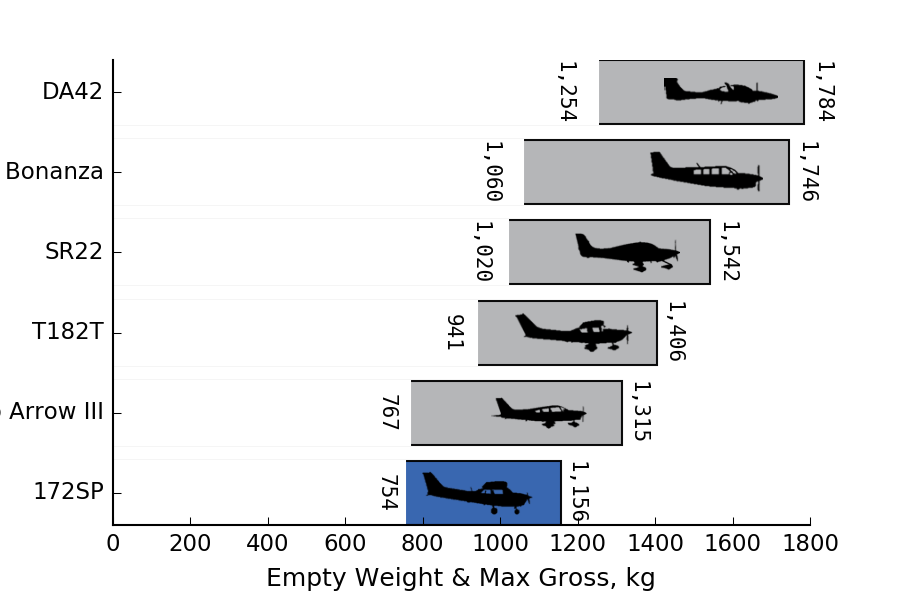 DA42
1,254
1,784
Bonanza
1,060
1,746
SR22
1,020
1,542
T182T
941
1,406
Arrow III
767
1,315
172SP
754
1,156
0 200 400 600 800 1000 1200 1400 1600 1800
Empty Weight & Max Gross, kg